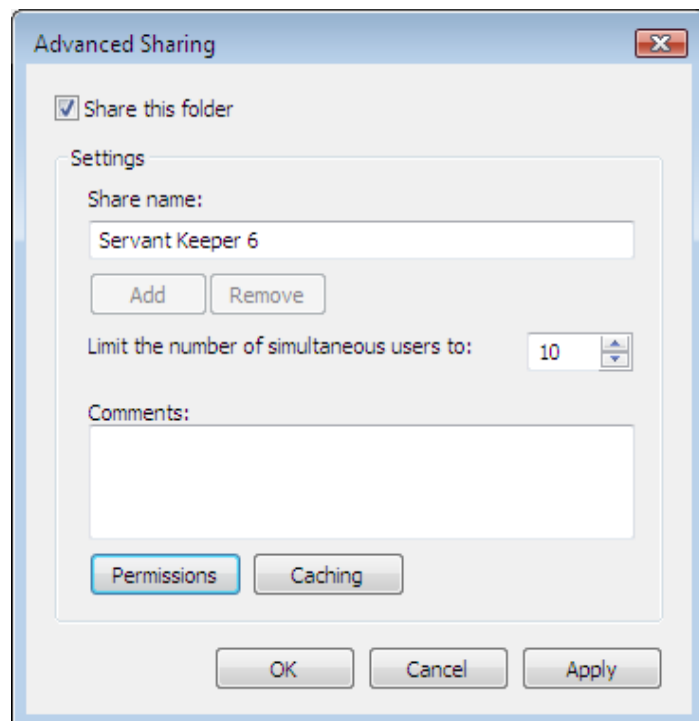 Advanced Sharing
Share this folder
Settings
Share name:
Servant Keeper 6
Add Remove
Limit the number of simultaneous users to: 10
Comments:
Permissions Caching
OK Cancel Apply